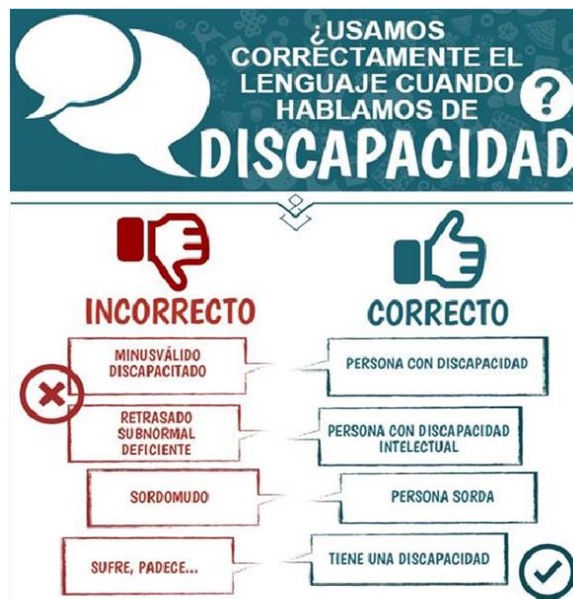 ¿USAMOS
CORRECTAMENTE EL
LENGUAJE CUANDO
HABLAMOS DE
?
DISCAPACIDAD
INCORRECTO
CORRECTO
MINUSVÁLIDO
DISCAPACITADO
PERSONA CON DISCAPACIDAD
RETRASADO
SUBNORMAL
DEFICIENTE
PERSONA CON DISCAPACIDAD
INTELECTUAL
SORDOMUDO
PERSONA SORDA
SUFRE, PADECE...
TIENE UNA DISCAPACIDAD